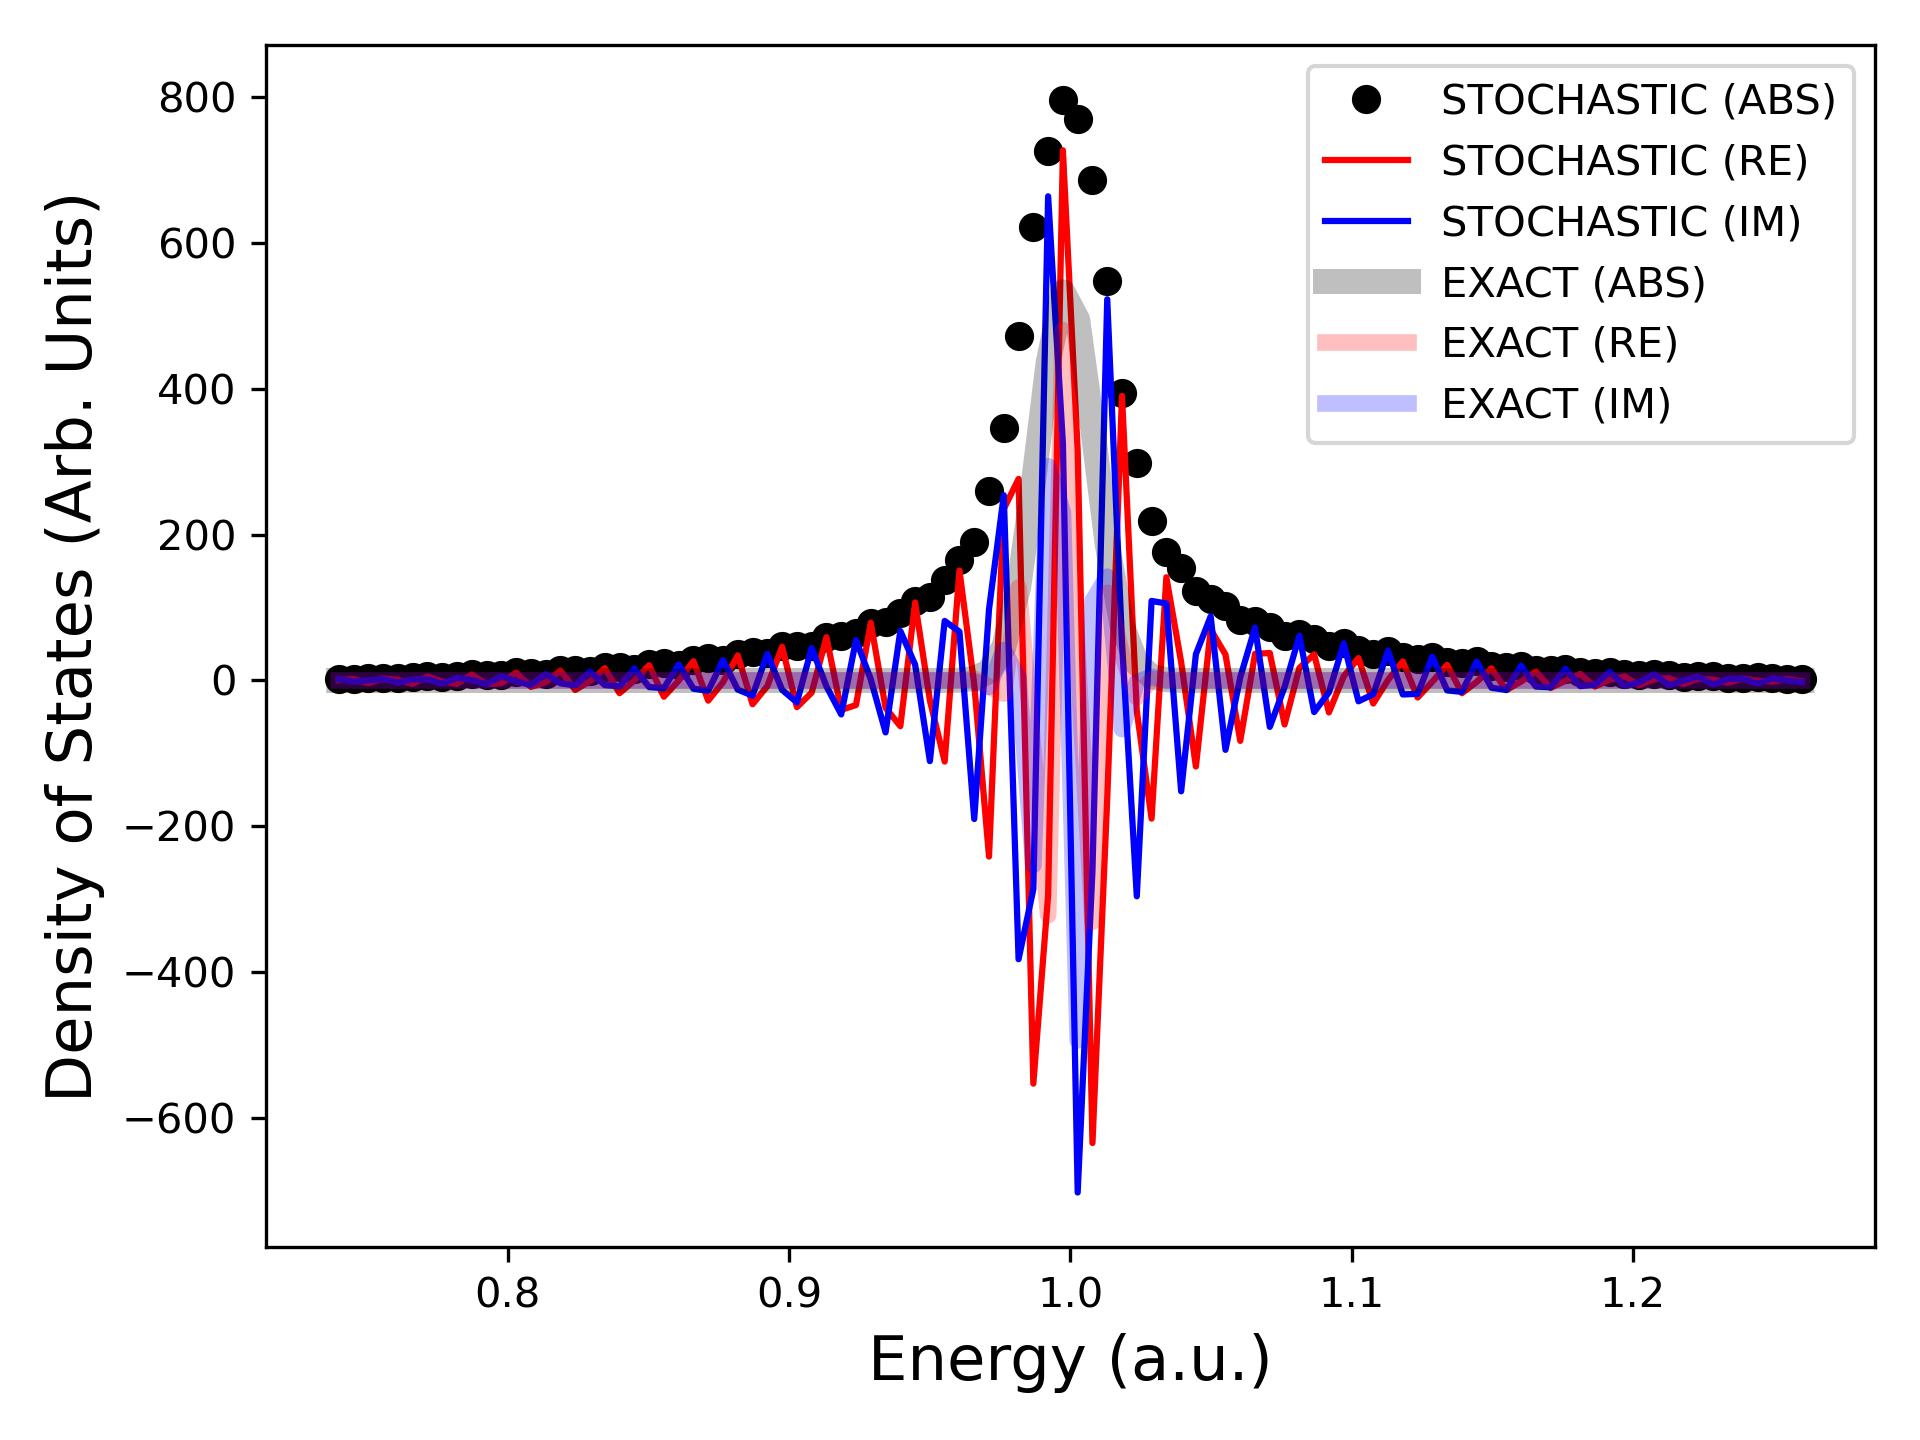 Density of States (Arb. Units)
800
600
400
200
0
−200
−400
−600
STOCHASTIC (ABS)
STOCHASTIC (RE)
STOCHASTIC (IM)
EXACT (ABS)
EXACT (RE)
EXACT (IM)
0.8 0.9 1.0 1.1 1.2
Energy (a.u.)